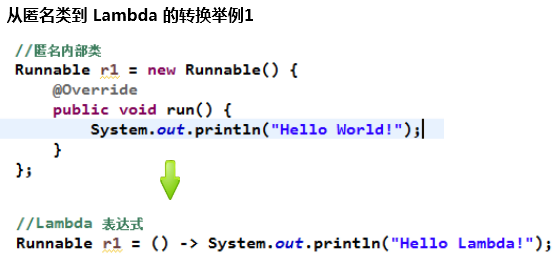 从匿名类到 Lambda 的转换举例1
//匿名内部类
Runnable r1 = new Runnable() {
    @Override
    public void run() {
        System.out.println("Hello World!");
    }
};
//Lambda 表达式
Runnable r1 = () -> System.out.println("Hello Lambda!");